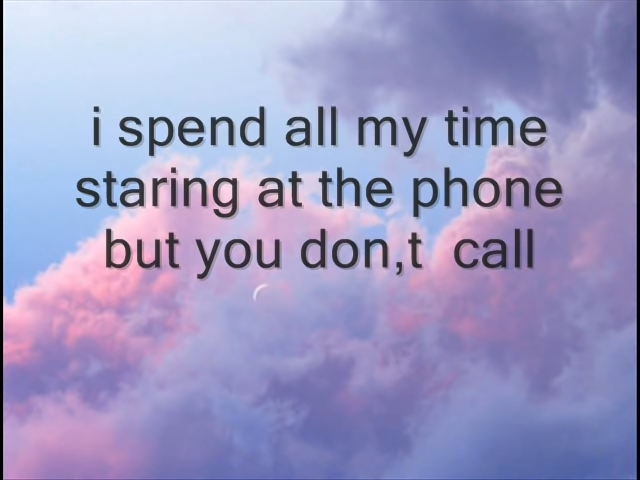 i spend all my time
staring at the phone
but you don,t  call